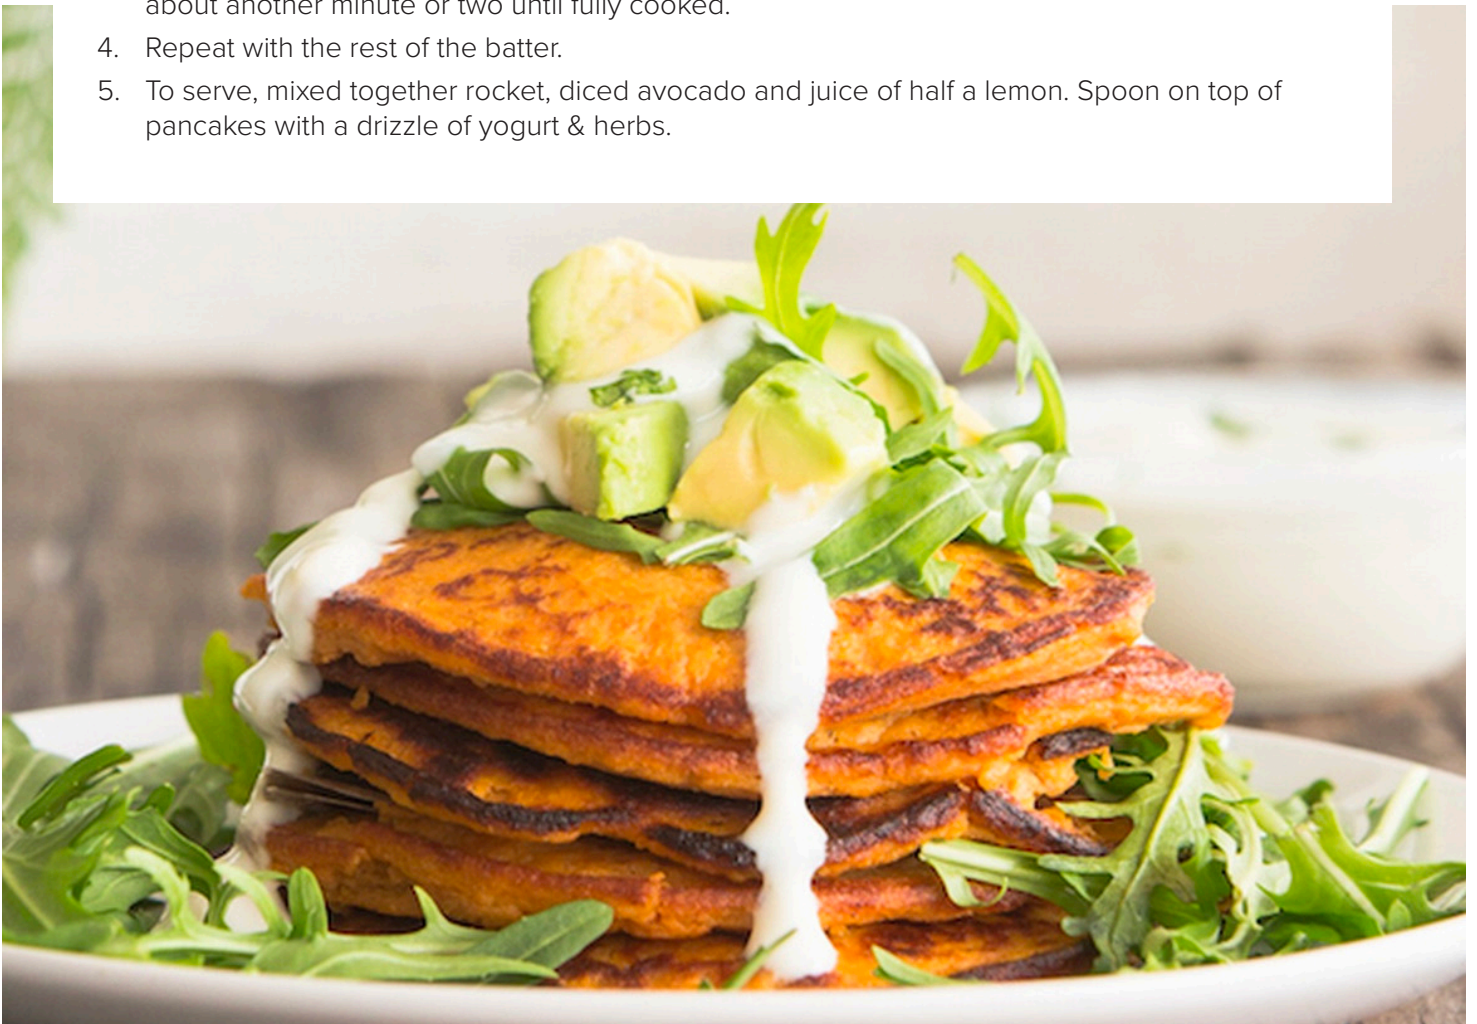 about another minute or two until fully cooked.
4. Repeat with the rest of the batter.
5. To serve, mixed together rocket, diced avocado and juice of half a lemon. Spoon on top of
pancakes with a drizzle of yogurt & herbs.